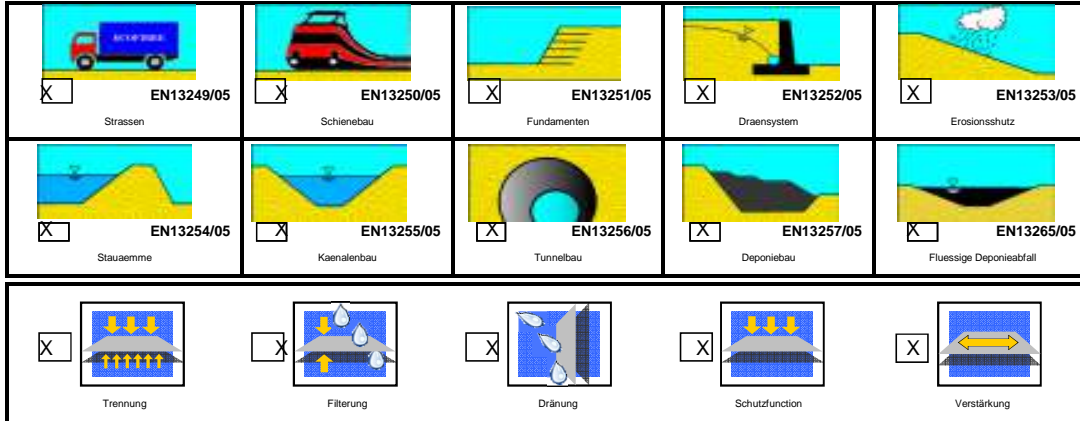 X EN13249/05 X EN13250/05 X EN13251/05 X EN13252/05 X EN13253/05
Strassen Schienebau Fundamenten Draensystem Erosionsshutz
X EN13254/05 X EN13255/05 X EN13256/05 X EN13257/05 X EN13265/05
Stauaemme Kaenalenbau Tunnelbau Deponiebau Fluessige Deponieabfall
X X X X X
Trennung Filterung Dränung Schutzfunction Verstärkung